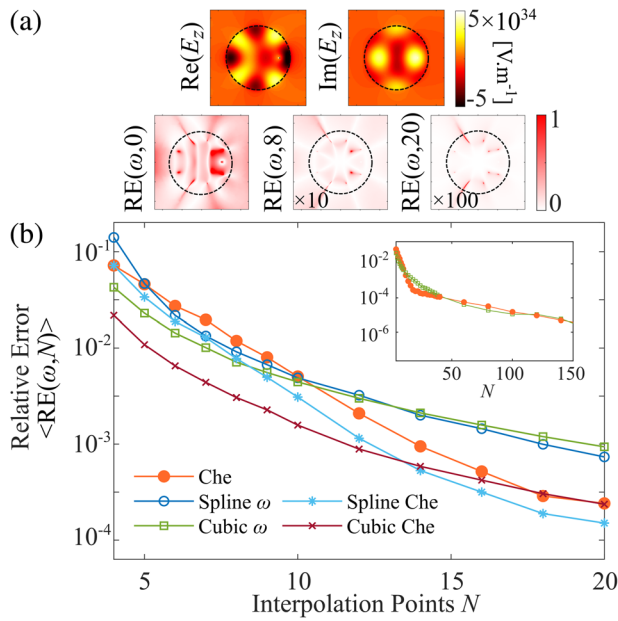 (a)
Re(E_z)
Im(E_z)
5×10^34
-5
[V.m^-1]
RE(ω,0)
RE(ω,8)
×10
RE(ω,20)
×100
1
0
(b)
Relative Error
<RE(ω,N)>
10^-1
10^-2
10^-3
10^-4
10^-2
10^-4
10^-6
50 100 150
N
Che
Spline ω
Spline Che
Cubic ω
Cubic Che
5 10 15 20
Interpolation Points N